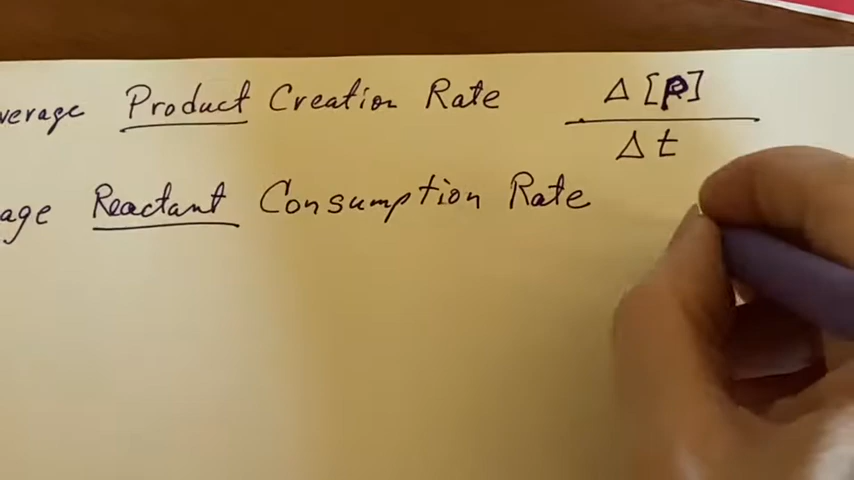 verage Product Creation Rate Δ[P]
Δt
age Reactant Consumption Rate